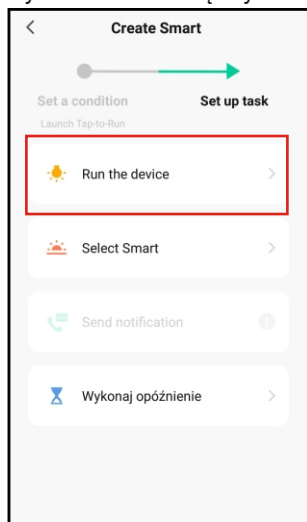 Create Smart
Set a condition
Set up task
Launch Tap-to-Run
Run the device
Select Smart
Send notification
Wykonaj opóźnienie